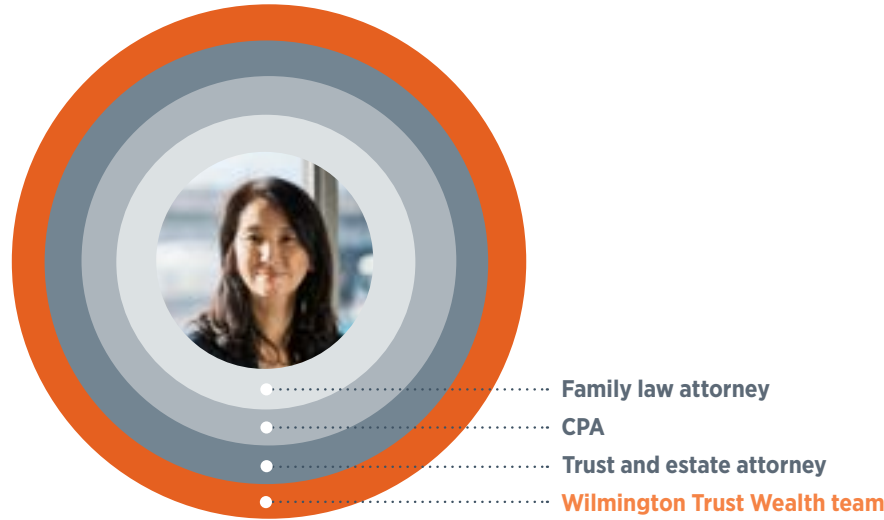 Family law attorney
CPA
Trust and estate attorney
Wilmington Trust Wealth team